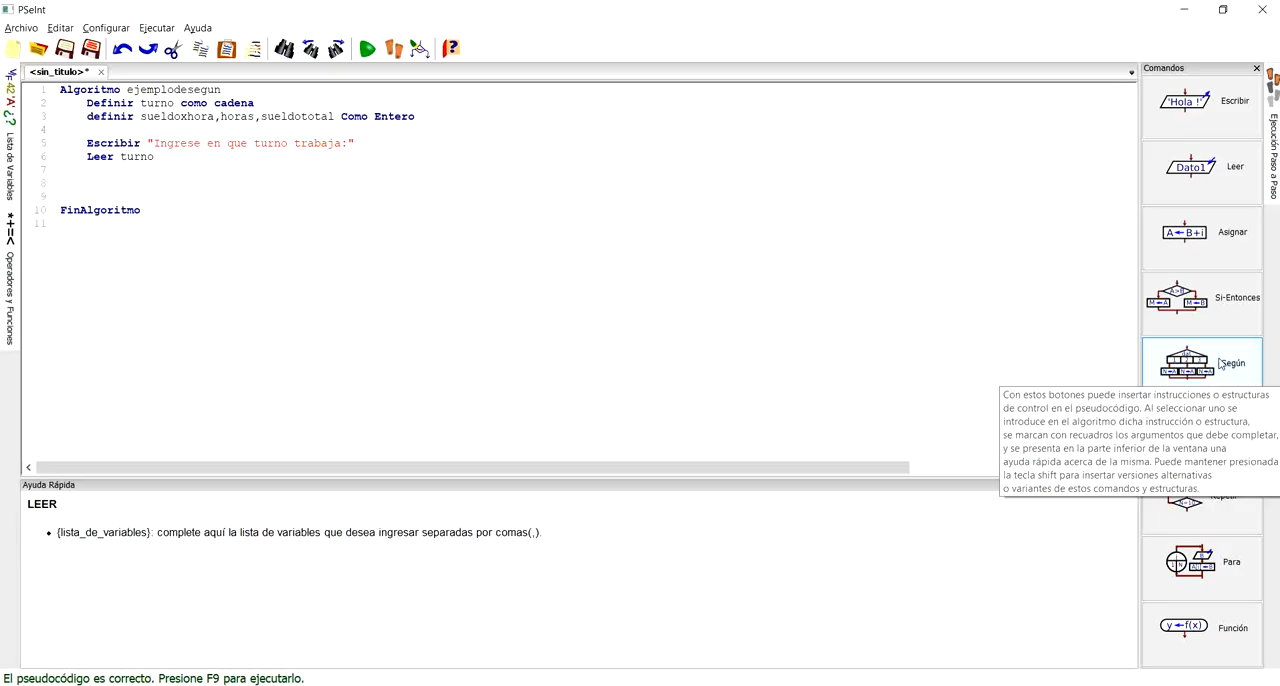 PSeInt
Archivo Editar Configurar Ejecutar Ayuda
<sin_titulo>*
1 Algoritmo ejemplodesegun
2 Definir turno como cadena
3 definir sueldoxhora,horas,sueldototal Como Entero
4
5 Escribir "Ingrese en que turno trabaja:"
6 Leer turno
7
8
9
10 FinAlgoritmo
11
Lista de Variables
Operadores y Funciones
Comandos
'Hola !' Escribir
Dato1 Leer
A B+i Asignar
A>B M A M B Si-Entonces
Según
Con estos botones puede insertar instrucciones o estructuras
de control en el pseudocódigo. Al seleccionar uno se
introduce en el algoritmo dicha instrucción o estructura,
se marcan con recuadros los argumentos que debe completar,
y se presenta en la parte inferior de la ventana una
ayuda rápida acerca de la misma. Puede mantener presionada
la tecla shift para insertar versiones alternativas
o variantes de estos comandos y estructuras.
Repetir
Para
y f(x) Función
Ejecución Paso a Paso
Ayuda Rápida
LEER
{lista_de_variables}: complete aquí la lista de variables que desea ingresar separadas por comas(,).
El pseudocódigo es correcto. Presione F9 para ejecutarlo.